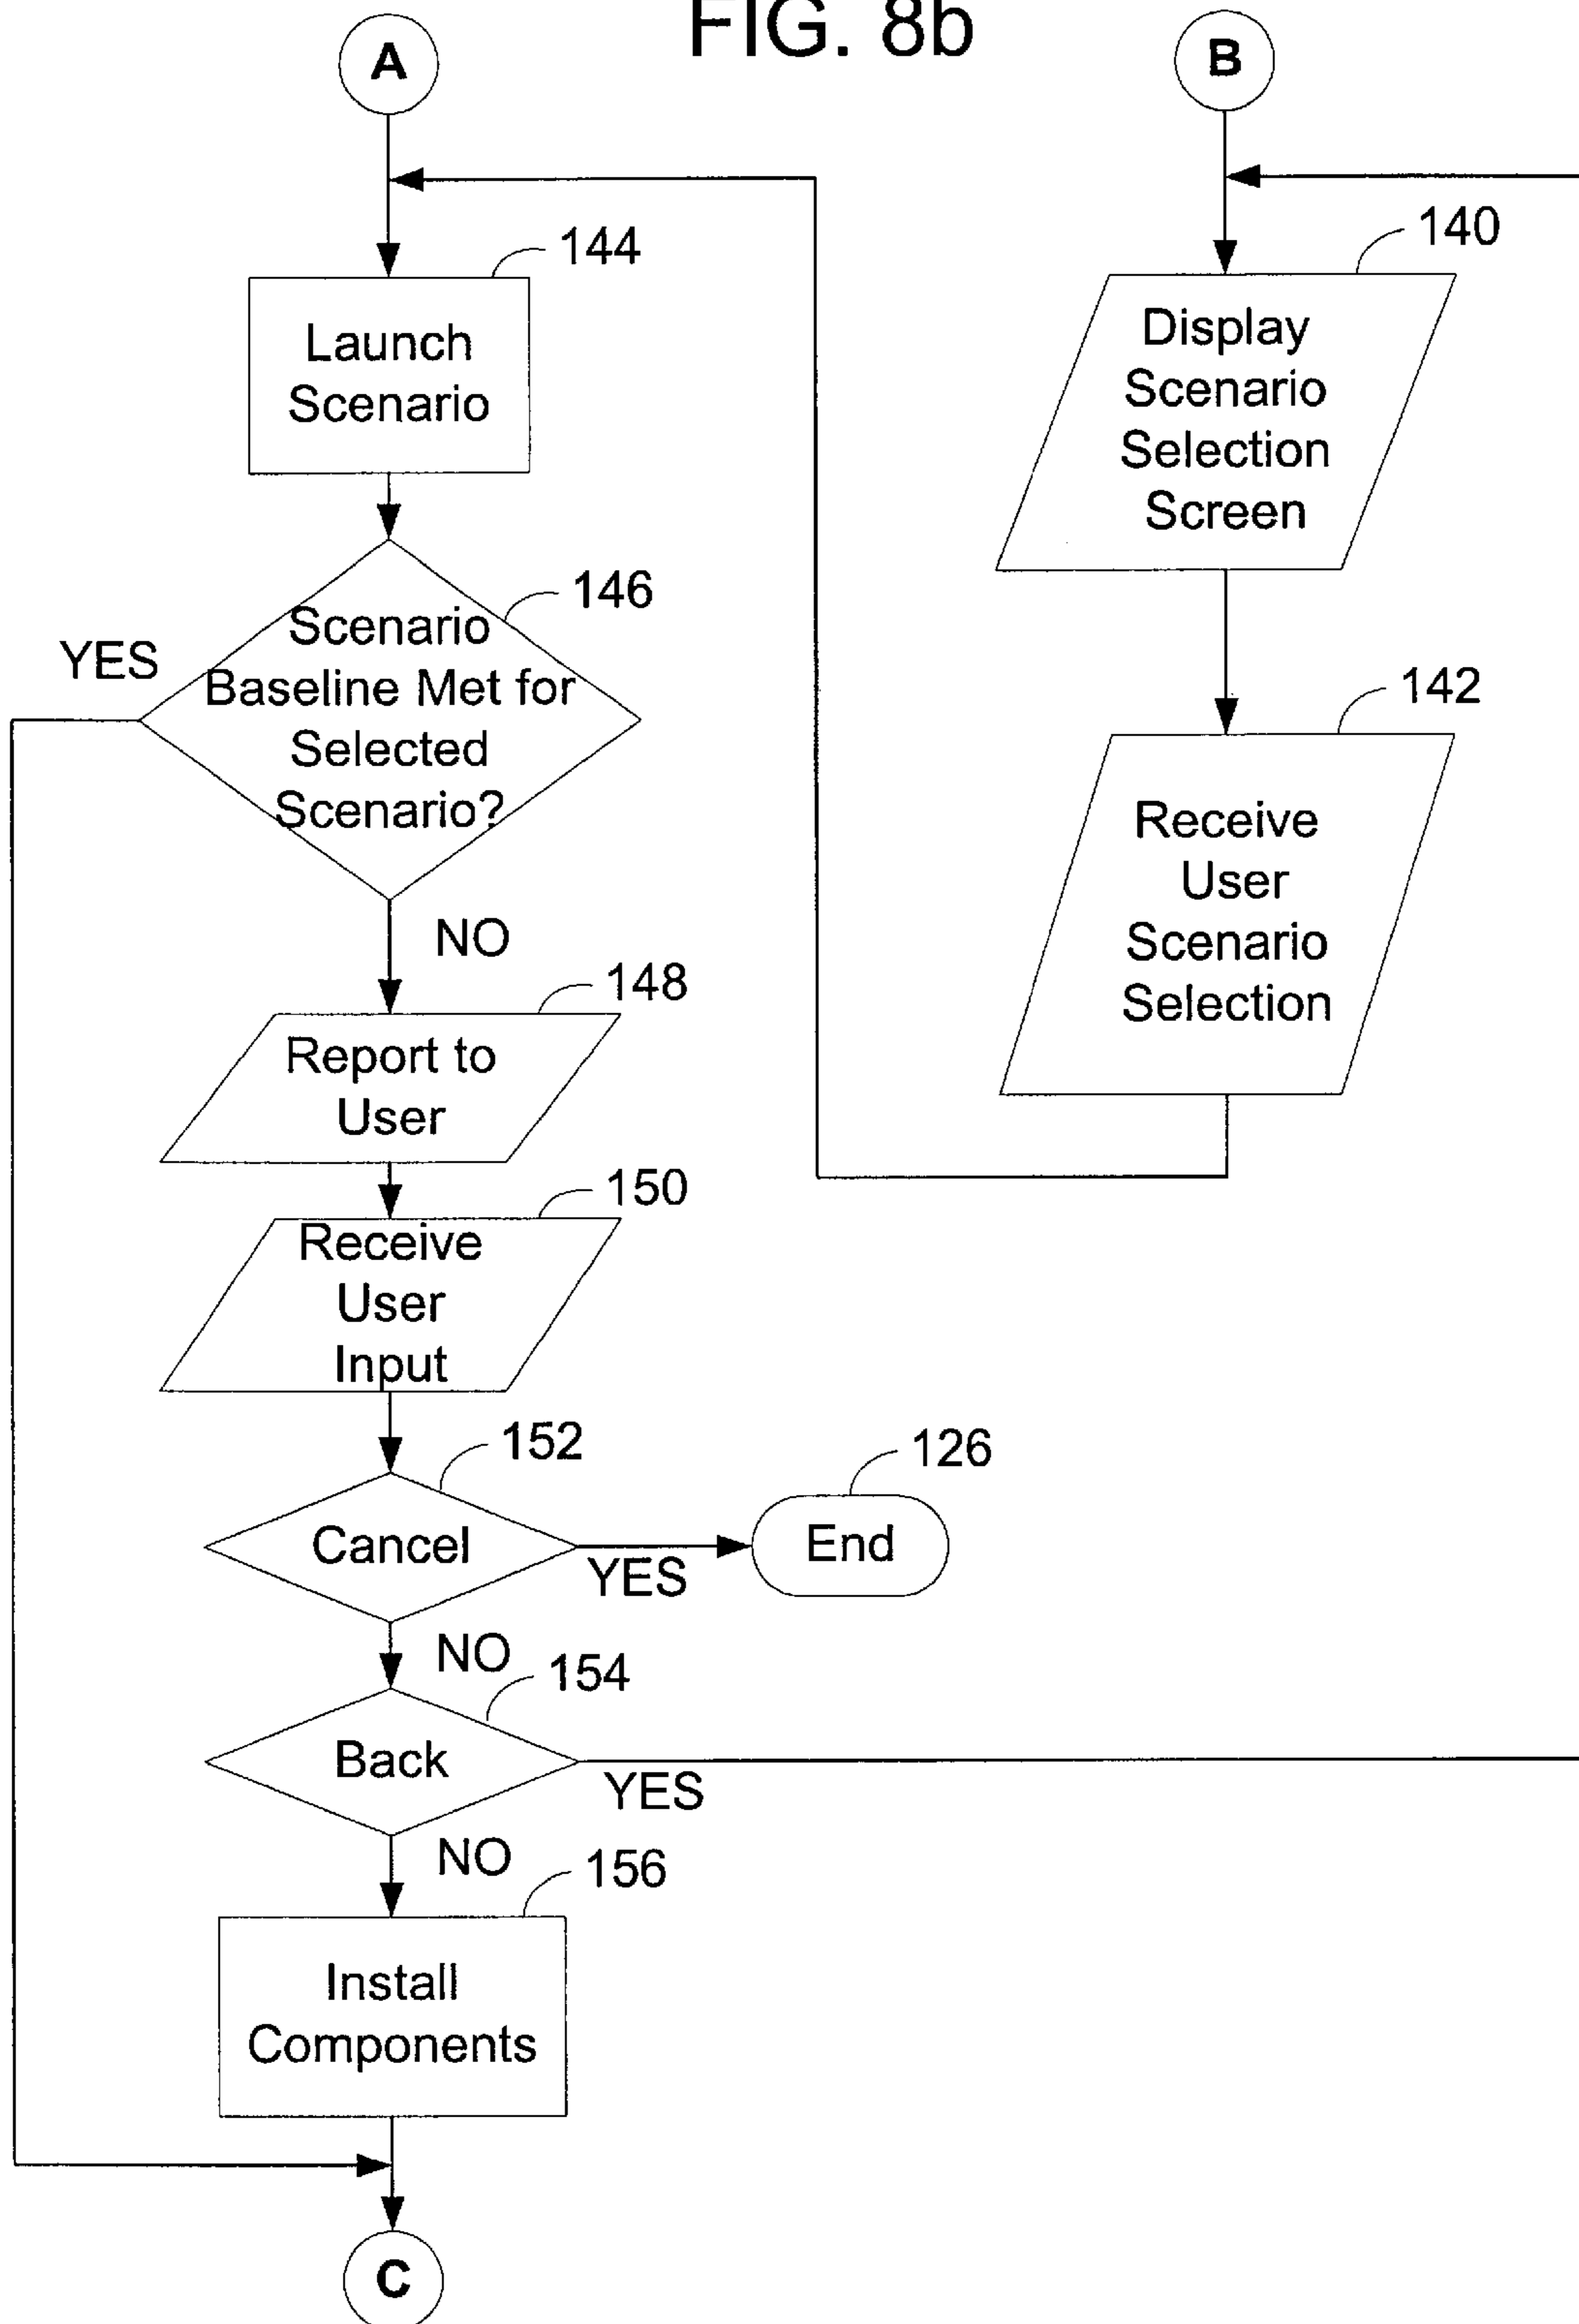 FIG. 8b
A
B
144
140
Launch
Scenario
Display
Scenario
Selection
Screen
146
YES
Scenario
Baseline Met for
Selected
Scenario?
142
Receive
User
Scenario
Selection
NO
148
Report to
User
150
Receive
User
Input
152
126
Cancel
YES
End
NO
154
Back
YES
NO
156
Install
Components
C